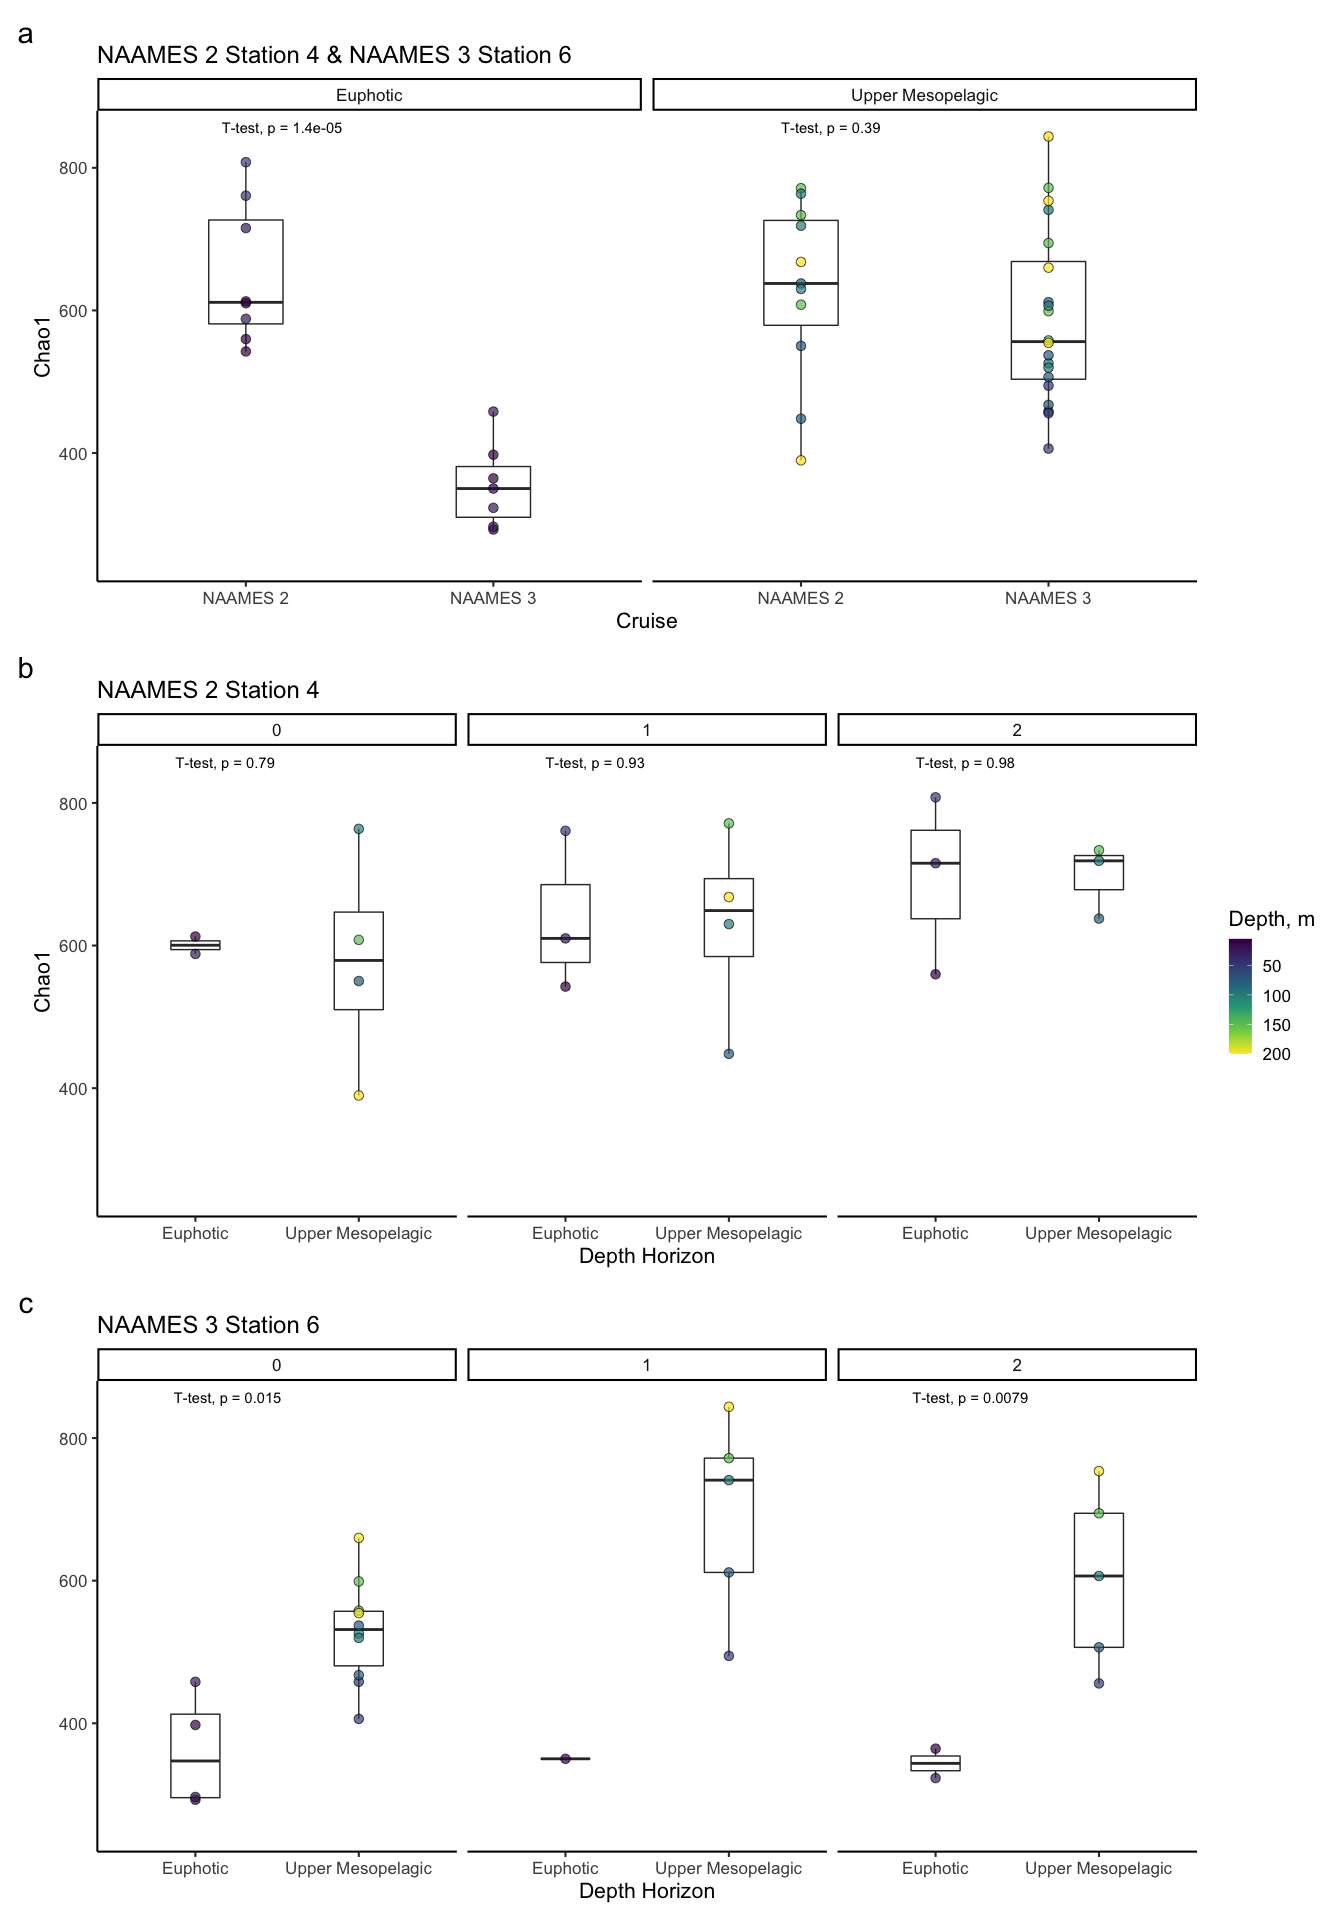 a
NAAMES 2 Station 4 & NAAMES 3 Station 6
Euphotic Upper Mesopelagic
T-test, p = 1.4e-05 T-test, p = 0.39
800
600
400
Chao1
NAAMES 2 NAAMES 3 NAAMES 2 NAAMES 3
Cruise
b
NAAMES 2 Station 4
0 1 2
T-test, p = 0.79 T-test, p = 0.93 T-test, p = 0.98
800
600
400
Chao1
Euphotic Upper Mesopelagic Euphotic Upper Mesopelagic Euphotic Upper Mesopelagic
Depth Horizon
Depth, m
50
100
150
200
c
NAAMES 3 Station 6
0 1 2
T-test, p = 0.015 T-test, p = 0.0079
800
600
400
Euphotic Upper Mesopelagic Euphotic Upper Mesopelagic Euphotic Upper Mesopelagic
Depth Horizon